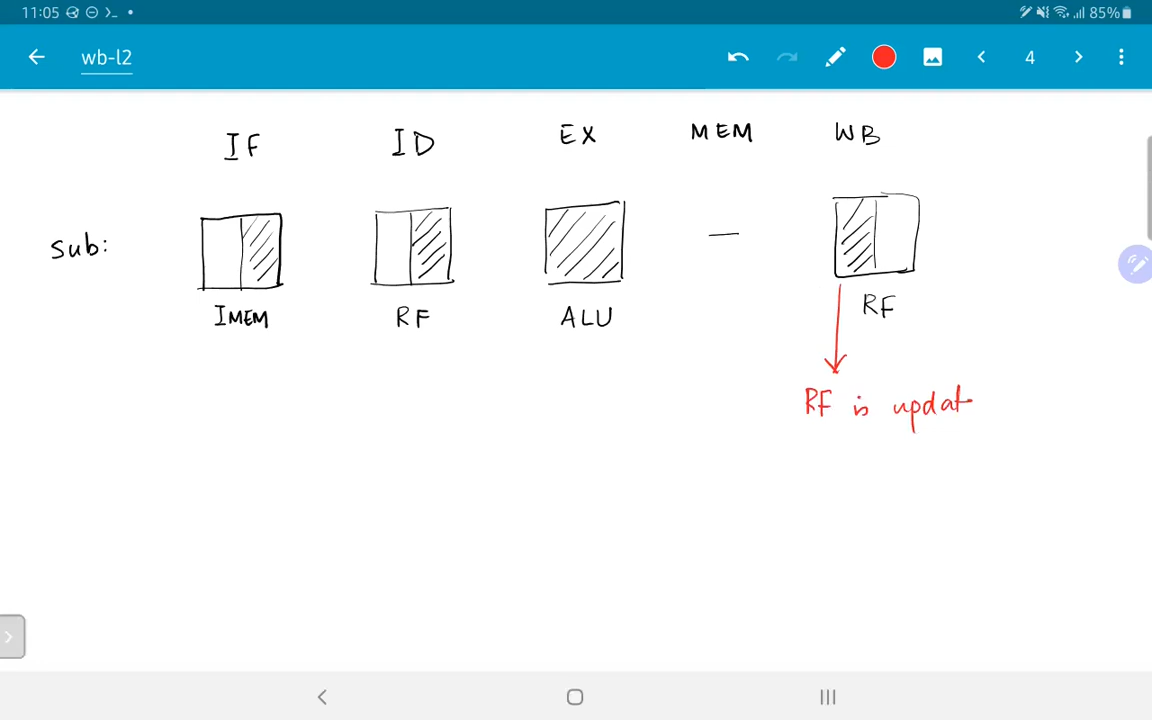 11:05 85%
wb-l2 4
IF ID EX MEM WB
Sub:
IMEM RF ALU RF
RF is updat